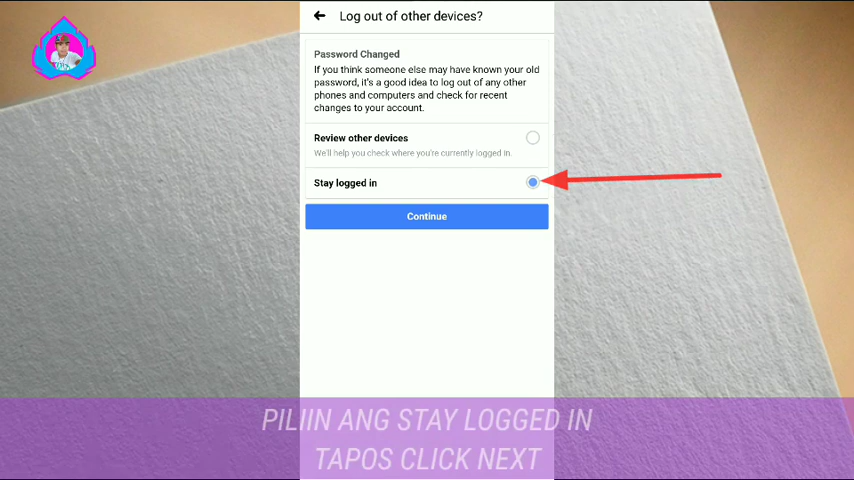 Log out of other devices?
Password Changed
If you think someone else may have known your old
password, it's a good idea to log out of any other
phones and computers and check for recent
changes to your account.
Review other devices
We'll help you check where you're currently logged in.
Stay logged in
Continue
PILIIN ANG STAY LOGGED IN
TAPOS CLICK NEXT